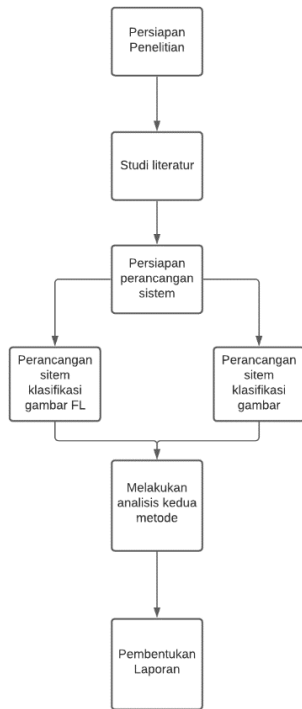 Persiapan
Penelitian
Studi literatur
Persiapan
perancangan
sistem
Perancangan
sitem
klasifikasi
gambar FL
Perancangan
sitem
klasifikasi
gambar
Melakukan
analisis kedua
metode
Pembentukan
Laporan